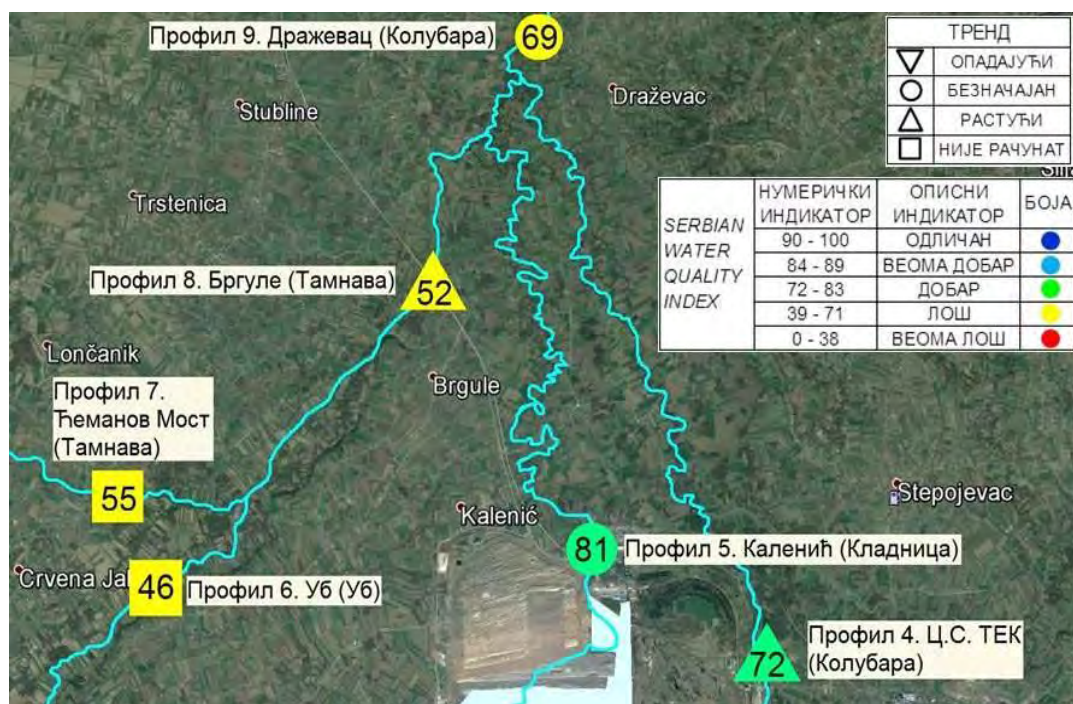 Профил 9. Дражевац (Колубара)
69
ТРЕНД
ОПАДАЈУЋИ
БЕЗНАЧАЈАН
РАСТУЋИ
НИЈЕ РАЧУНАТ
Stubline
Draževac
Trstenica
SERBIAN
WATER
QUALITY
INDEX
НУМЕРИЧКИ
ИНДИКАТОР
ОПИСНИ
ИНДИКАТОР
БОЈА
90 - 100 ОДЛИЧАН
84 - 89 ВЕОМА ДОБАР
72 - 83 ДОБАР
39 - 71 ЛОШ
0 - 38 ВЕОМА ЛОШ
Профил 8. Бргуле (Тамнава)
52
Lončanik
Brgule
Профил 7.
Ћеманов Мост
(Тамнава)
55
Kalenić
Stepojevac
81
Профил 5. Каленић (Кладница)
Crvena Ja
46
Профил 6. Уб (Уб)
Профил 4. Ц.С. ТЕК
(Колубара)
72